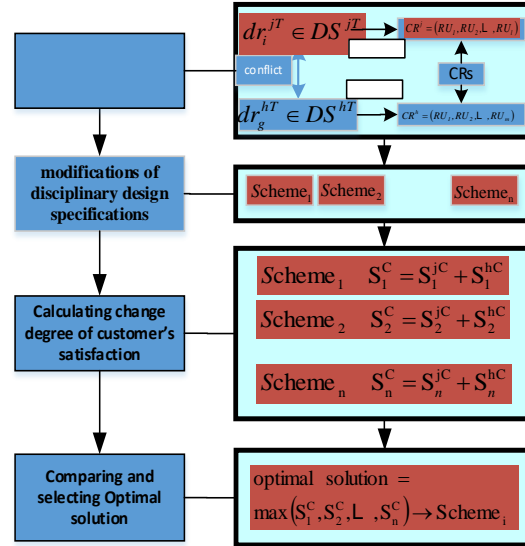 dr_i^{jT} ∈ DS^{jT}
CR^j = (RU_1, RU_2, L , RU_l)
conflict
CRs
dr_g^{hT} ∈ DS^{hT}
CR^h = (RU_1, RU_2, L , RU_m)
modifications of
disciplinary design
specifications
Scheme_1 Scheme_2 Scheme_n
Scheme_1 S_1^C = S_1^{jC} + S_1^{hC}
Scheme_2 S_2^C = S_2^{jC} + S_2^{hC}
Scheme_n S_n^C = S_n^{jC} + S_n^{hC}
Calculating change
degree of customer's
satisfaction
Comparing and
selecting Optimal
solution
optimal solution =
max(S_1^C, S_2^C, L , S_n^C) → Scheme_i